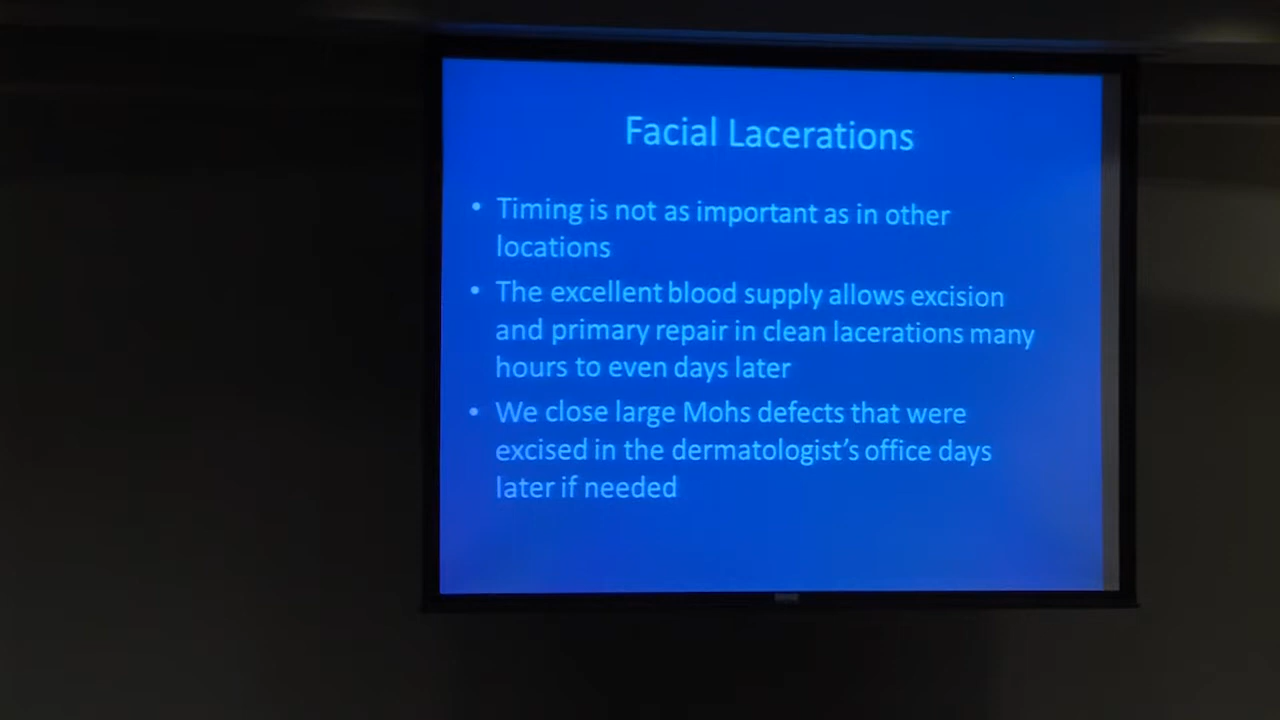 Facial Lacerations
• Timing is not as important as in other
locations
• The excellent blood supply allows excision
and primary repair in clean lacerations many
hours to even days later
• We close large Mohs defects that were
excised in the dermatologist's office days
later if needed